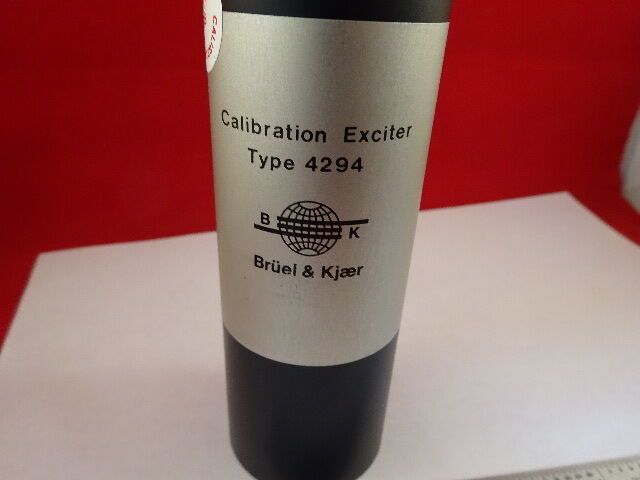 Calibration Exciter
Type 4294
B
K
Brüel & Kjær